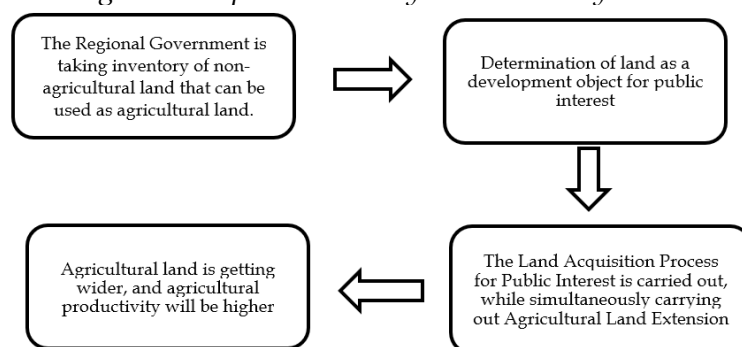 The Regional Government is
taking inventory of non-
agricultural land that can be
used as agricultural land.
Determination of land as a
development object for public
interest
The Land Acquisition Process
for Public Interest is carried out,
while simultaneously carrying
out Agricultural Land Extension
Agricultural land is getting
wider, and agricultural
productivity will be higher